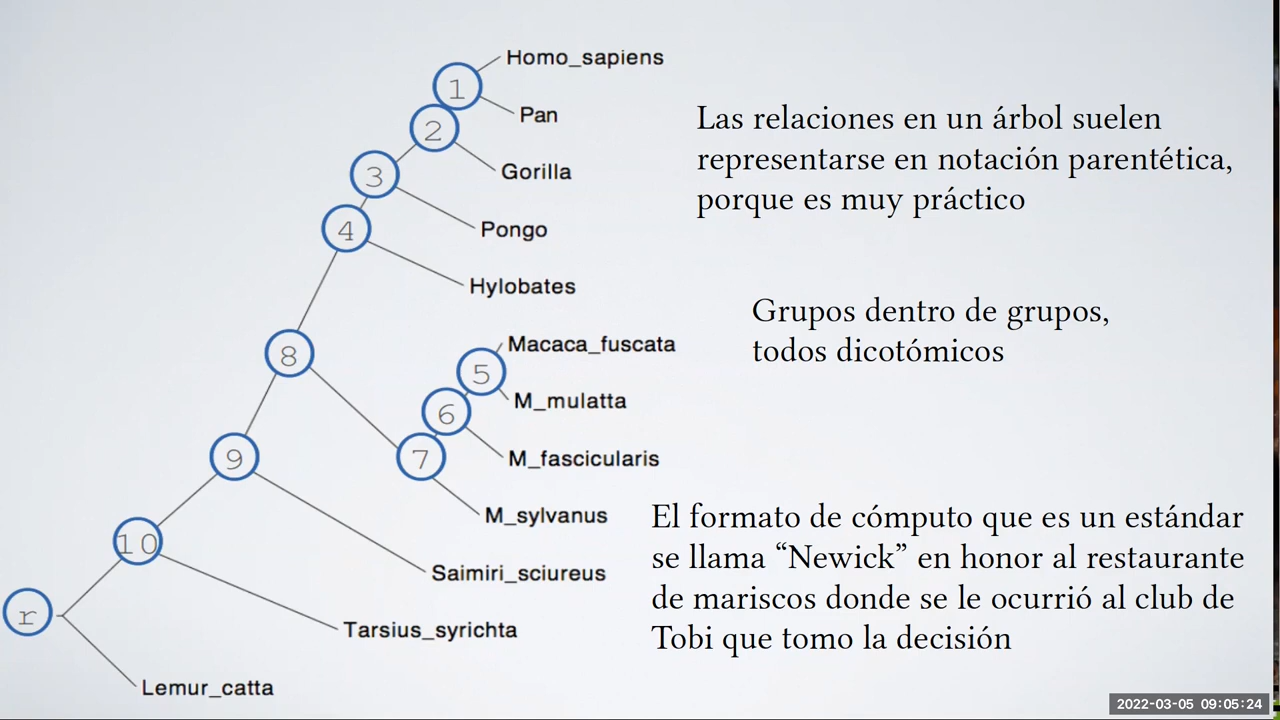 Homo_sapiens
1
Pan
2
Gorilla
3
Pongo
4
Hylobates
8
Macaca_fuscata
5
M_mulatta
6
M_fascicularis
7
9
M_sylvanus
10
Saimiri_sciureus
r
Tarsius_syrichta
Lemur_catta
Las relaciones en un árbol suelen
representarse en notación parentética,
porque es muy práctico
Grupos dentro de grupos,
todos dicotómicos
El formato de cómputo que es un estándar
se llama “Newick” en honor al restaurante
de mariscos donde se le ocurrió al club de
Tobi que tomo la decisión
2022-03-05 09:05:24